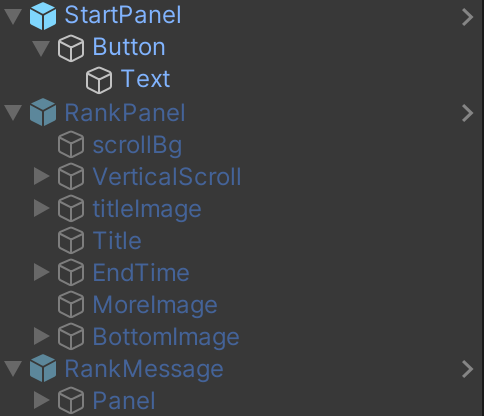 StartPanel
Button
Text
RankPanel
scrollBg
VerticalScroll
titleImage
Title
EndTime
MoreImage
BottomImage
RankMessage
Panel